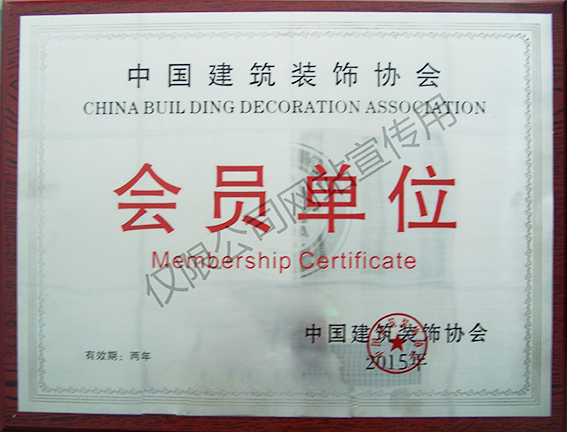 中国建筑装饰协会
CHINA BUIL DING DECORATION ASSOCIATION
会员单位
Membership Certificate
仅限公司网站宣传用
中国建筑装饰协会
2015年
有效期：两年